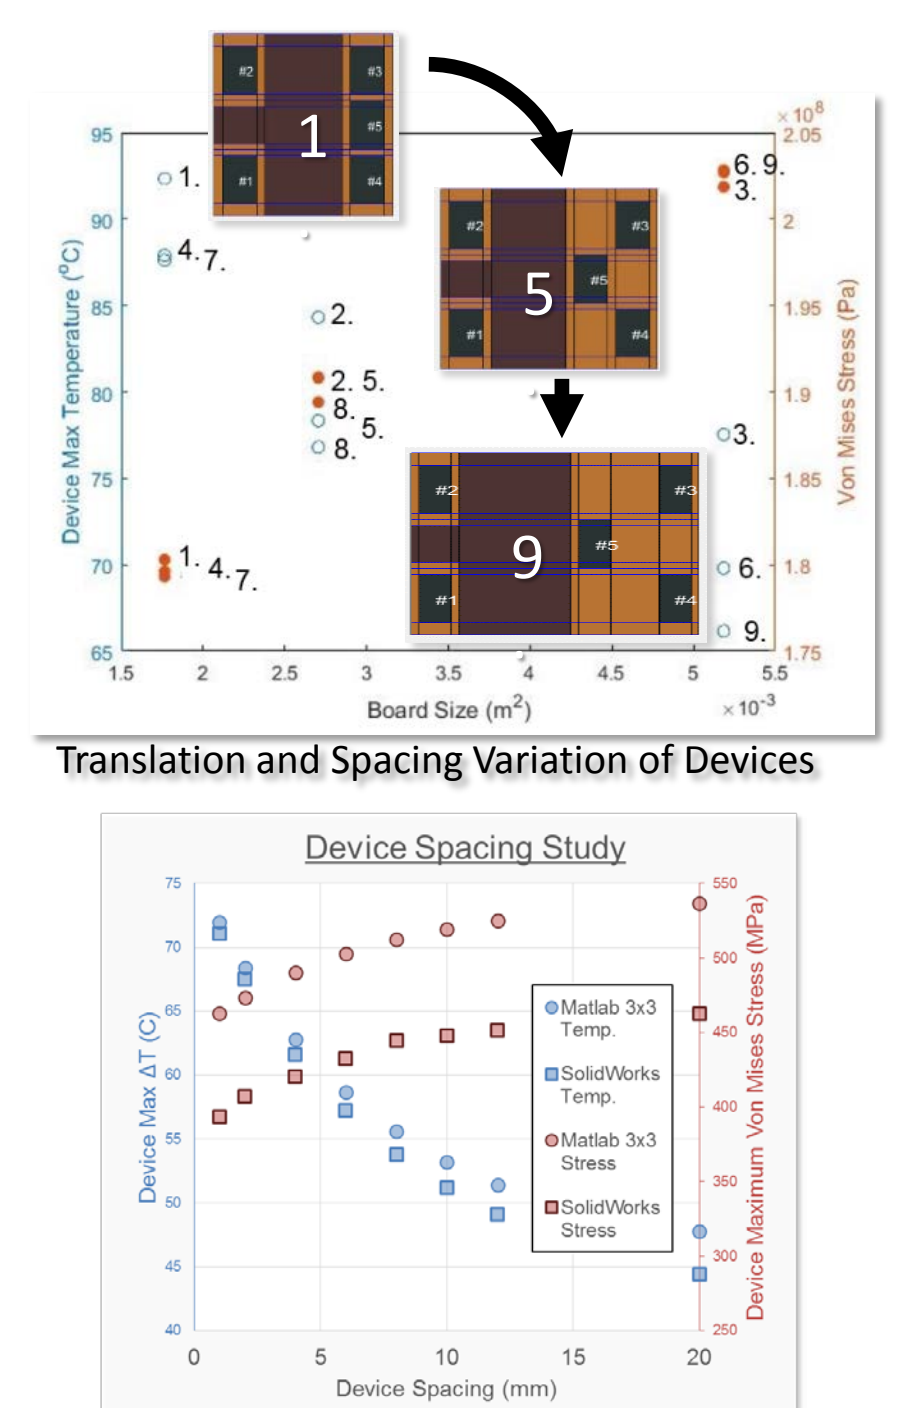 #2 #3
#5
1
#1 #4
×10⁸
95 2.05
1. 6. 9.
3.
#2 #3
90 2
4. 7.
#5
5
85 1.95
2.
#1 #4
2. 5.
80 1.9
8. 5.
8. 3.
75 1.85
#2 #3
#5
9
1. 4. 7.
70 1.8
6.
#1 #4
9.
65 1.75
1.5 2 2.5 3 3.5 4 4.5 5 5.5
Board Size (m²) ×10⁻³
Device Max Temperature (°C)
Von Mises Stress (Pa)
Translation and Spacing Variation of Devices
Device Spacing Study
75 550
70 500
65 450
60 400
55 350
50 300
45 250
40
Matlab 3x3
Temp.
SolidWorks
Temp.
Matlab 3x3
Stress
SolidWorks
Stress
Device Max ΔT (C)
Device Maximum Von Mises Stress (MPa)
0 5 10 15 20
Device Spacing (mm)